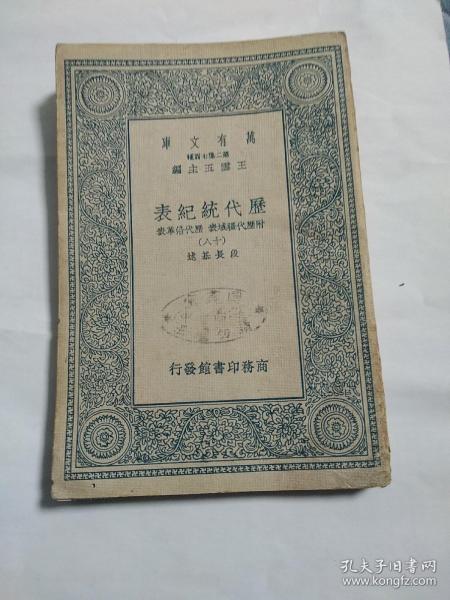 萬有文庫
第二集七百種
王雲五主編
歷代統紀表
附歷代疆域表 歷代沿革表
(十八)
段長基述
商務印書館發行
孔夫子旧书网
www.kongfz.com